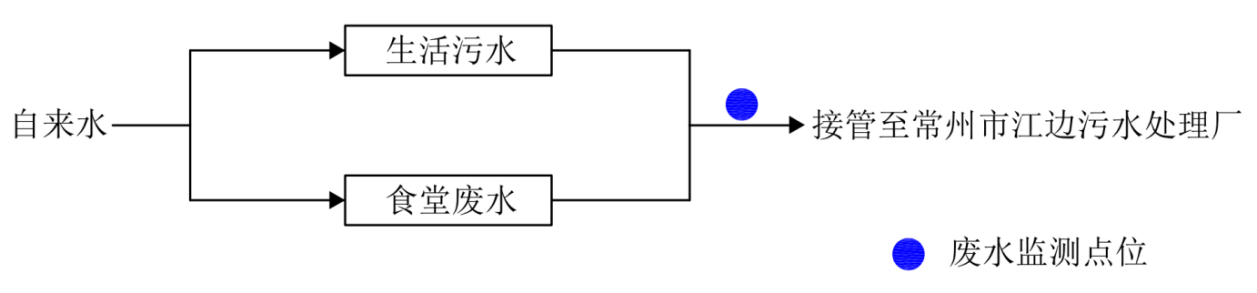 生活污水
自来水
接管至常州市江边污水处理厂
食堂废水
废水监测点位